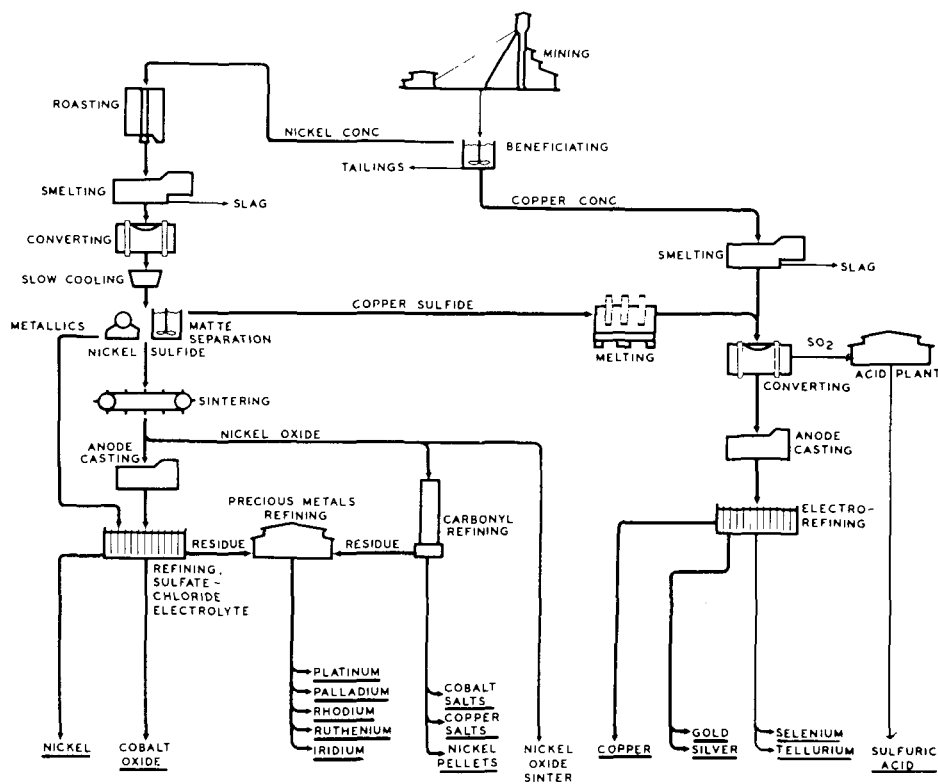 MINING
ROASTING
NICKEL CONC
BENEFICIATING
TAILINGS
SMELTING
SLAG
COPPER CONC
CONVERTING
SMELTING
SLAG
SLOW COOLING
COPPER SULFIDE
METALLICS
MATTE
SEPARATION
NICKEL SULFIDE
MELTING
SO2
CONVERTING
ACID PLANT
SINTERING
NICKEL OXIDE
ANODE
CASTING
ANODE
CASTING
PRECIOUS METALS
REFINING
CARBONYL
REFINING
ELECTRO-
REFINING
RESIDUE
RESIDUE
REFINING,
SULFATE-
CHLORIDE
ELECTROLYTE
PLATINUM
PALLADIUM
RHODIUM
RUTHENIUM
IRIDIUM
COBALT
SALTS
COPPER
SALTS
NICKEL
PELLETS
NICKEL
COBALT
OXIDE
NICKEL
OXIDE
SINTER
COPPER
GOLD
SILVER
SELENIUM
TELLURIUM
SULFURIC
ACID